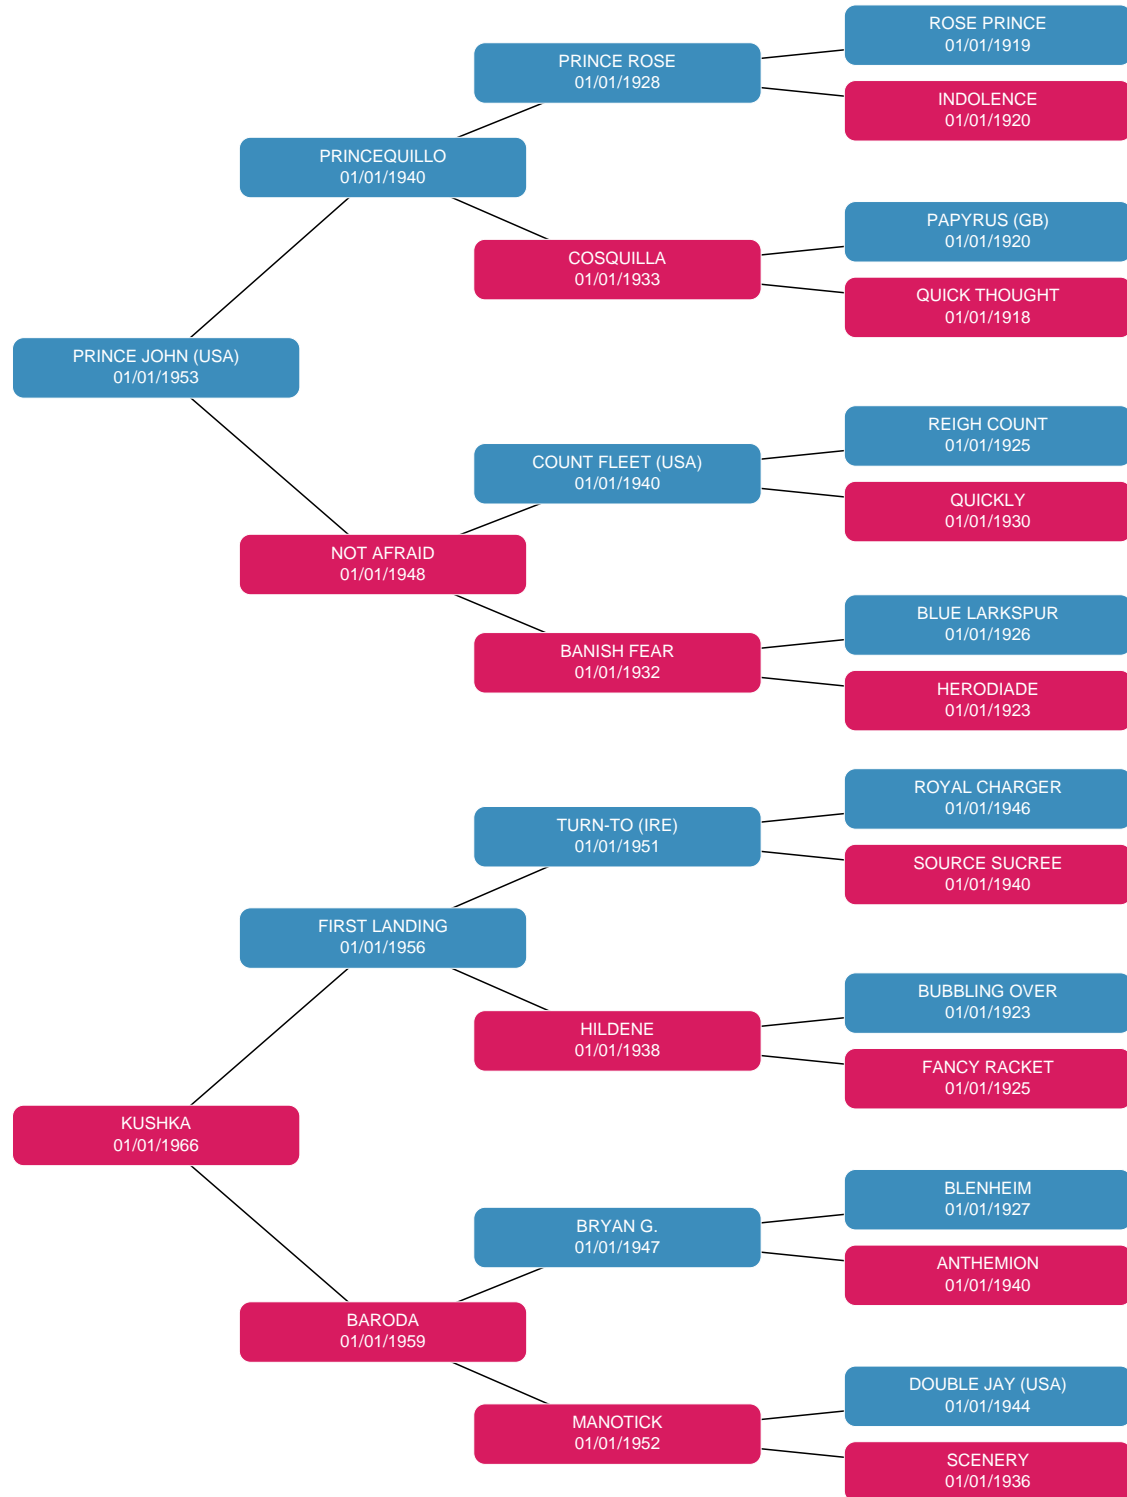 ROSE PRINCE
01/01/1919
PRINCE ROSE
01/01/1928
INDOLENCE
01/01/1920
PRINCEQUILLO
01/01/1940
PAPYRUS (GB)
01/01/1920
COSQUILLA
01/01/1933
QUICK THOUGHT
01/01/1918
PRINCE JOHN (USA)
01/01/1953
REIGH COUNT
01/01/1925
COUNT FLEET (USA)
01/01/1940
QUICKLY
01/01/1930
NOT AFRAID
01/01/1948
BLUE LARKSPUR
01/01/1926
BANISH FEAR
01/01/1932
HERODIADE
01/01/1923
ROYAL CHARGER
01/01/1946
TURN-TO (IRE)
01/01/1951
SOURCE SUCREE
01/01/1940
FIRST LANDING
01/01/1956
BUBBLING OVER
01/01/1923
HILDENE
01/01/1938
FANCY RACKET
01/01/1925
KUSHKA
01/01/1966
BLENHEIM
01/01/1927
BRYAN G.
01/01/1947
ANTHEMION
01/01/1940
BARODA
01/01/1959
DOUBLE JAY (USA)
01/01/1944
MANOTICK
01/01/1952
SCENERY
01/01/1936